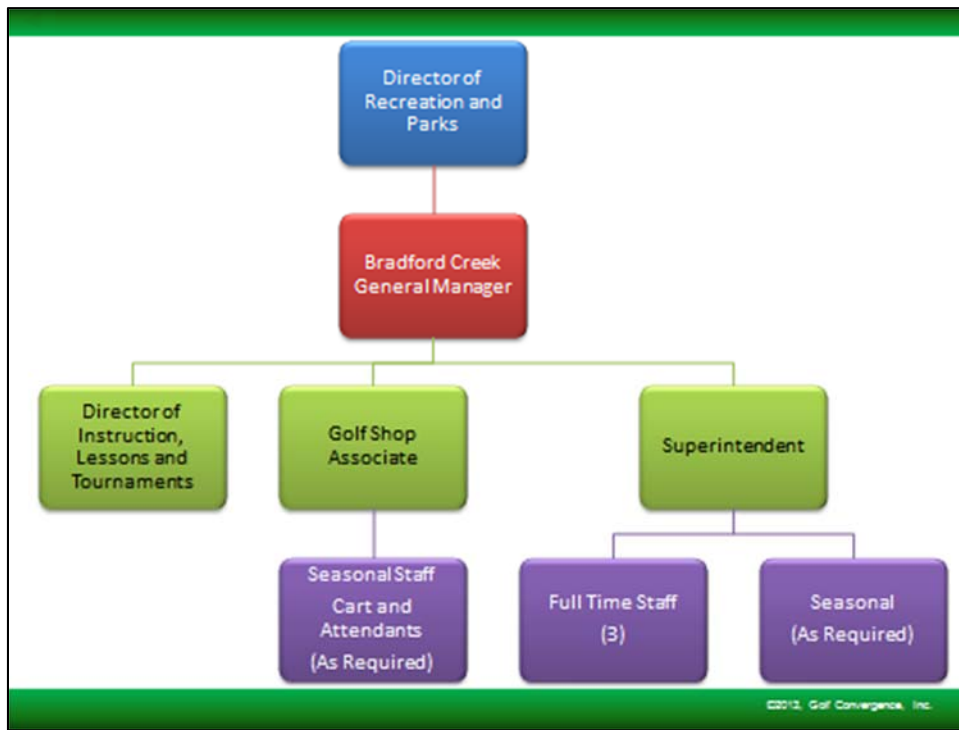 Director of
Recreation and
Parks
Bradford Creek
General Manager
Director of
Instruction,
Lessons and
Tournaments
Golf Shop
Associate
Superintendent
Seasonal Staff
Cart and
Attendants
(As Required)
Full Time Staff
(3)
Seasonal
(As Required)
©2013, Golf Convergence, Inc.